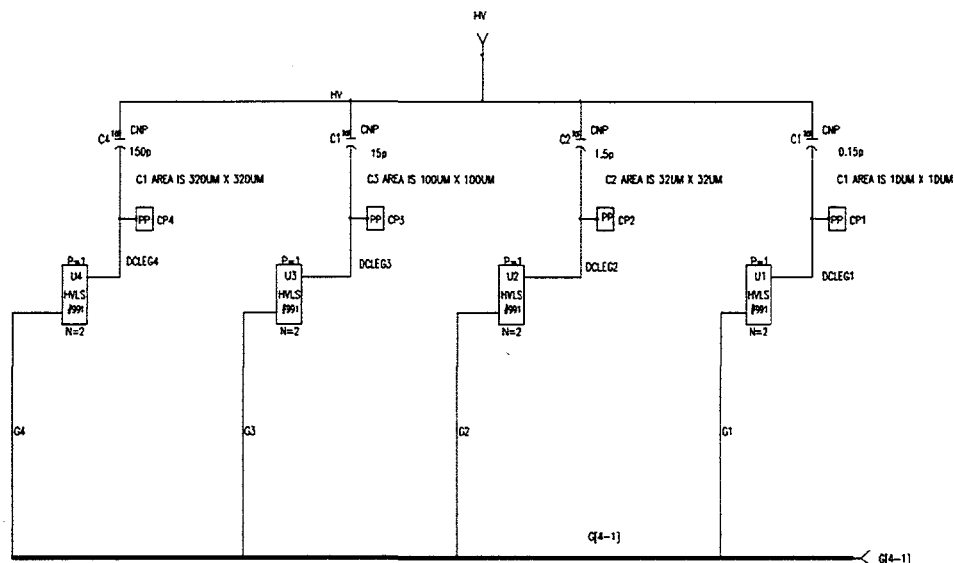 HV
HV
C4 CNP
150p
C1 AREA IS 320UM X 320UM
PP CP4
DCLEG4
P=1
U4
HVLS
N=2
G4
C1 CNP
15p
C3 AREA IS 100UM X 100UM
PP CP3
DCLEG3
P=1
U3
HVLS
N=2
G3
C2 CNP
1.5p
C2 AREA IS 32UM X 32UM
PP CP2
DCLEG2
P=1
U2
HVLS
N=2
G2
C1 CNP
0.15p
C1 AREA IS 10UM X 10UM
PP CP1
DCLEG1
P=1
U1
HVLS
N=2
G1
G[4-1]
G[4-1]